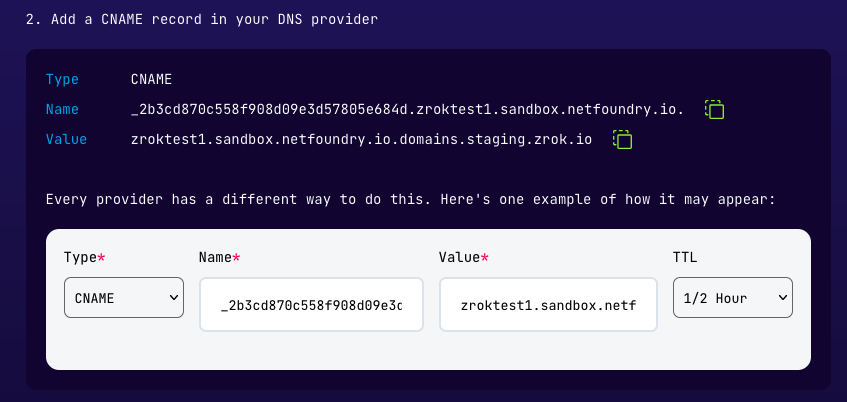 2. Add a CNAME record in your DNS provider
Type CNAME
Name _2b3cd870c558f908d09e3d57805e684d.zroktest1.sandbox.netfoundry.io.
Value zroktest1.sandbox.netfoundry.io.domains.staging.zrok.io
Every provider has a different way to do this. Here's one example of how it may appear:
Type* Name* Value* TTL
CNAME _2b3cd870c558f908d09e3c zroktest1.sandbox.netf 1/2 Hour